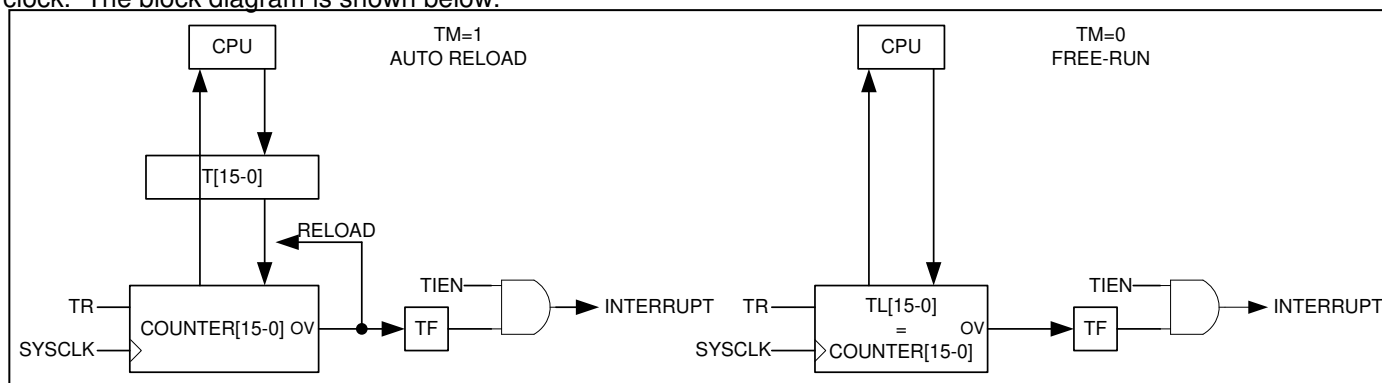 clock. The block diagram is shown below.
CPU
TM=1
AUTO RELOAD
T[15-0]
RELOAD
TR
SYSCLK
COUNTER[15-0] OV
TF
TIEN
INTERRUPT
CPU
TM=0
FREE-RUN
TR
SYSCLK
TL[15-0]
=
COUNTER[15-0]
OV
TF
TIEN
INTERRUPT